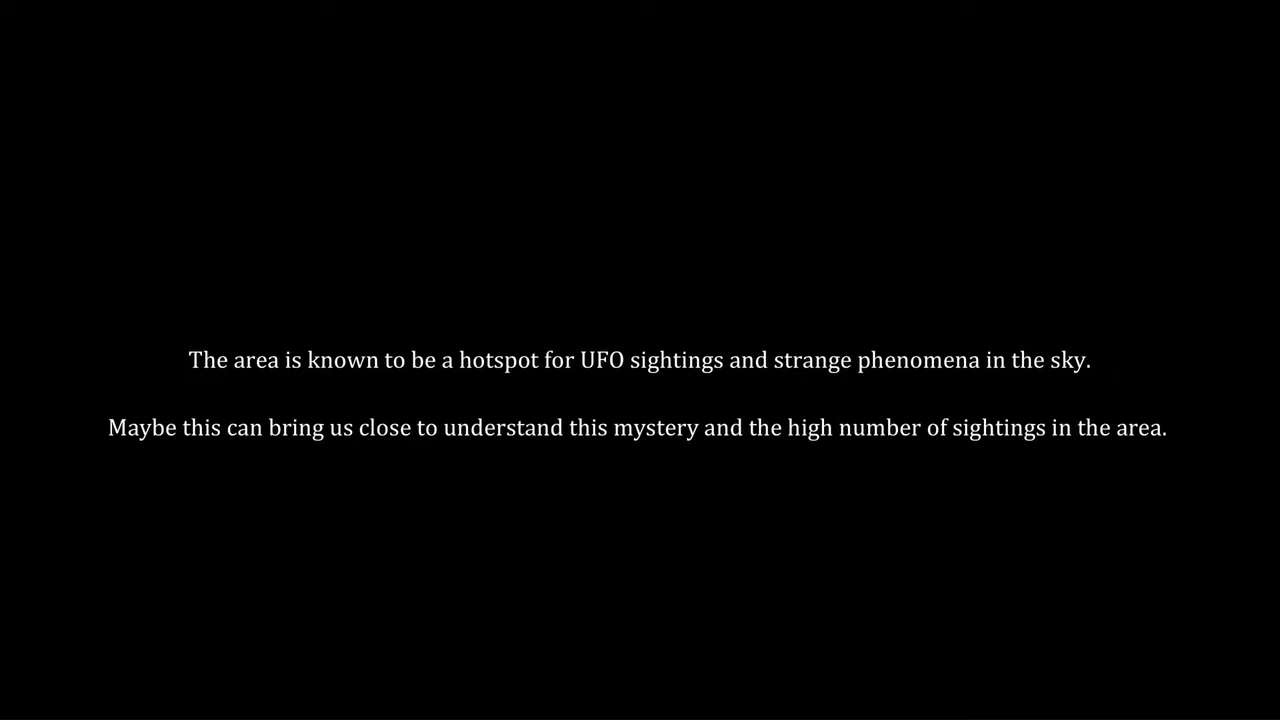 The area is known to be a hotspot for UFO sightings and strange phenomena in the sky.
Maybe this can bring us close to understand this mystery and the high number of sightings in the area.